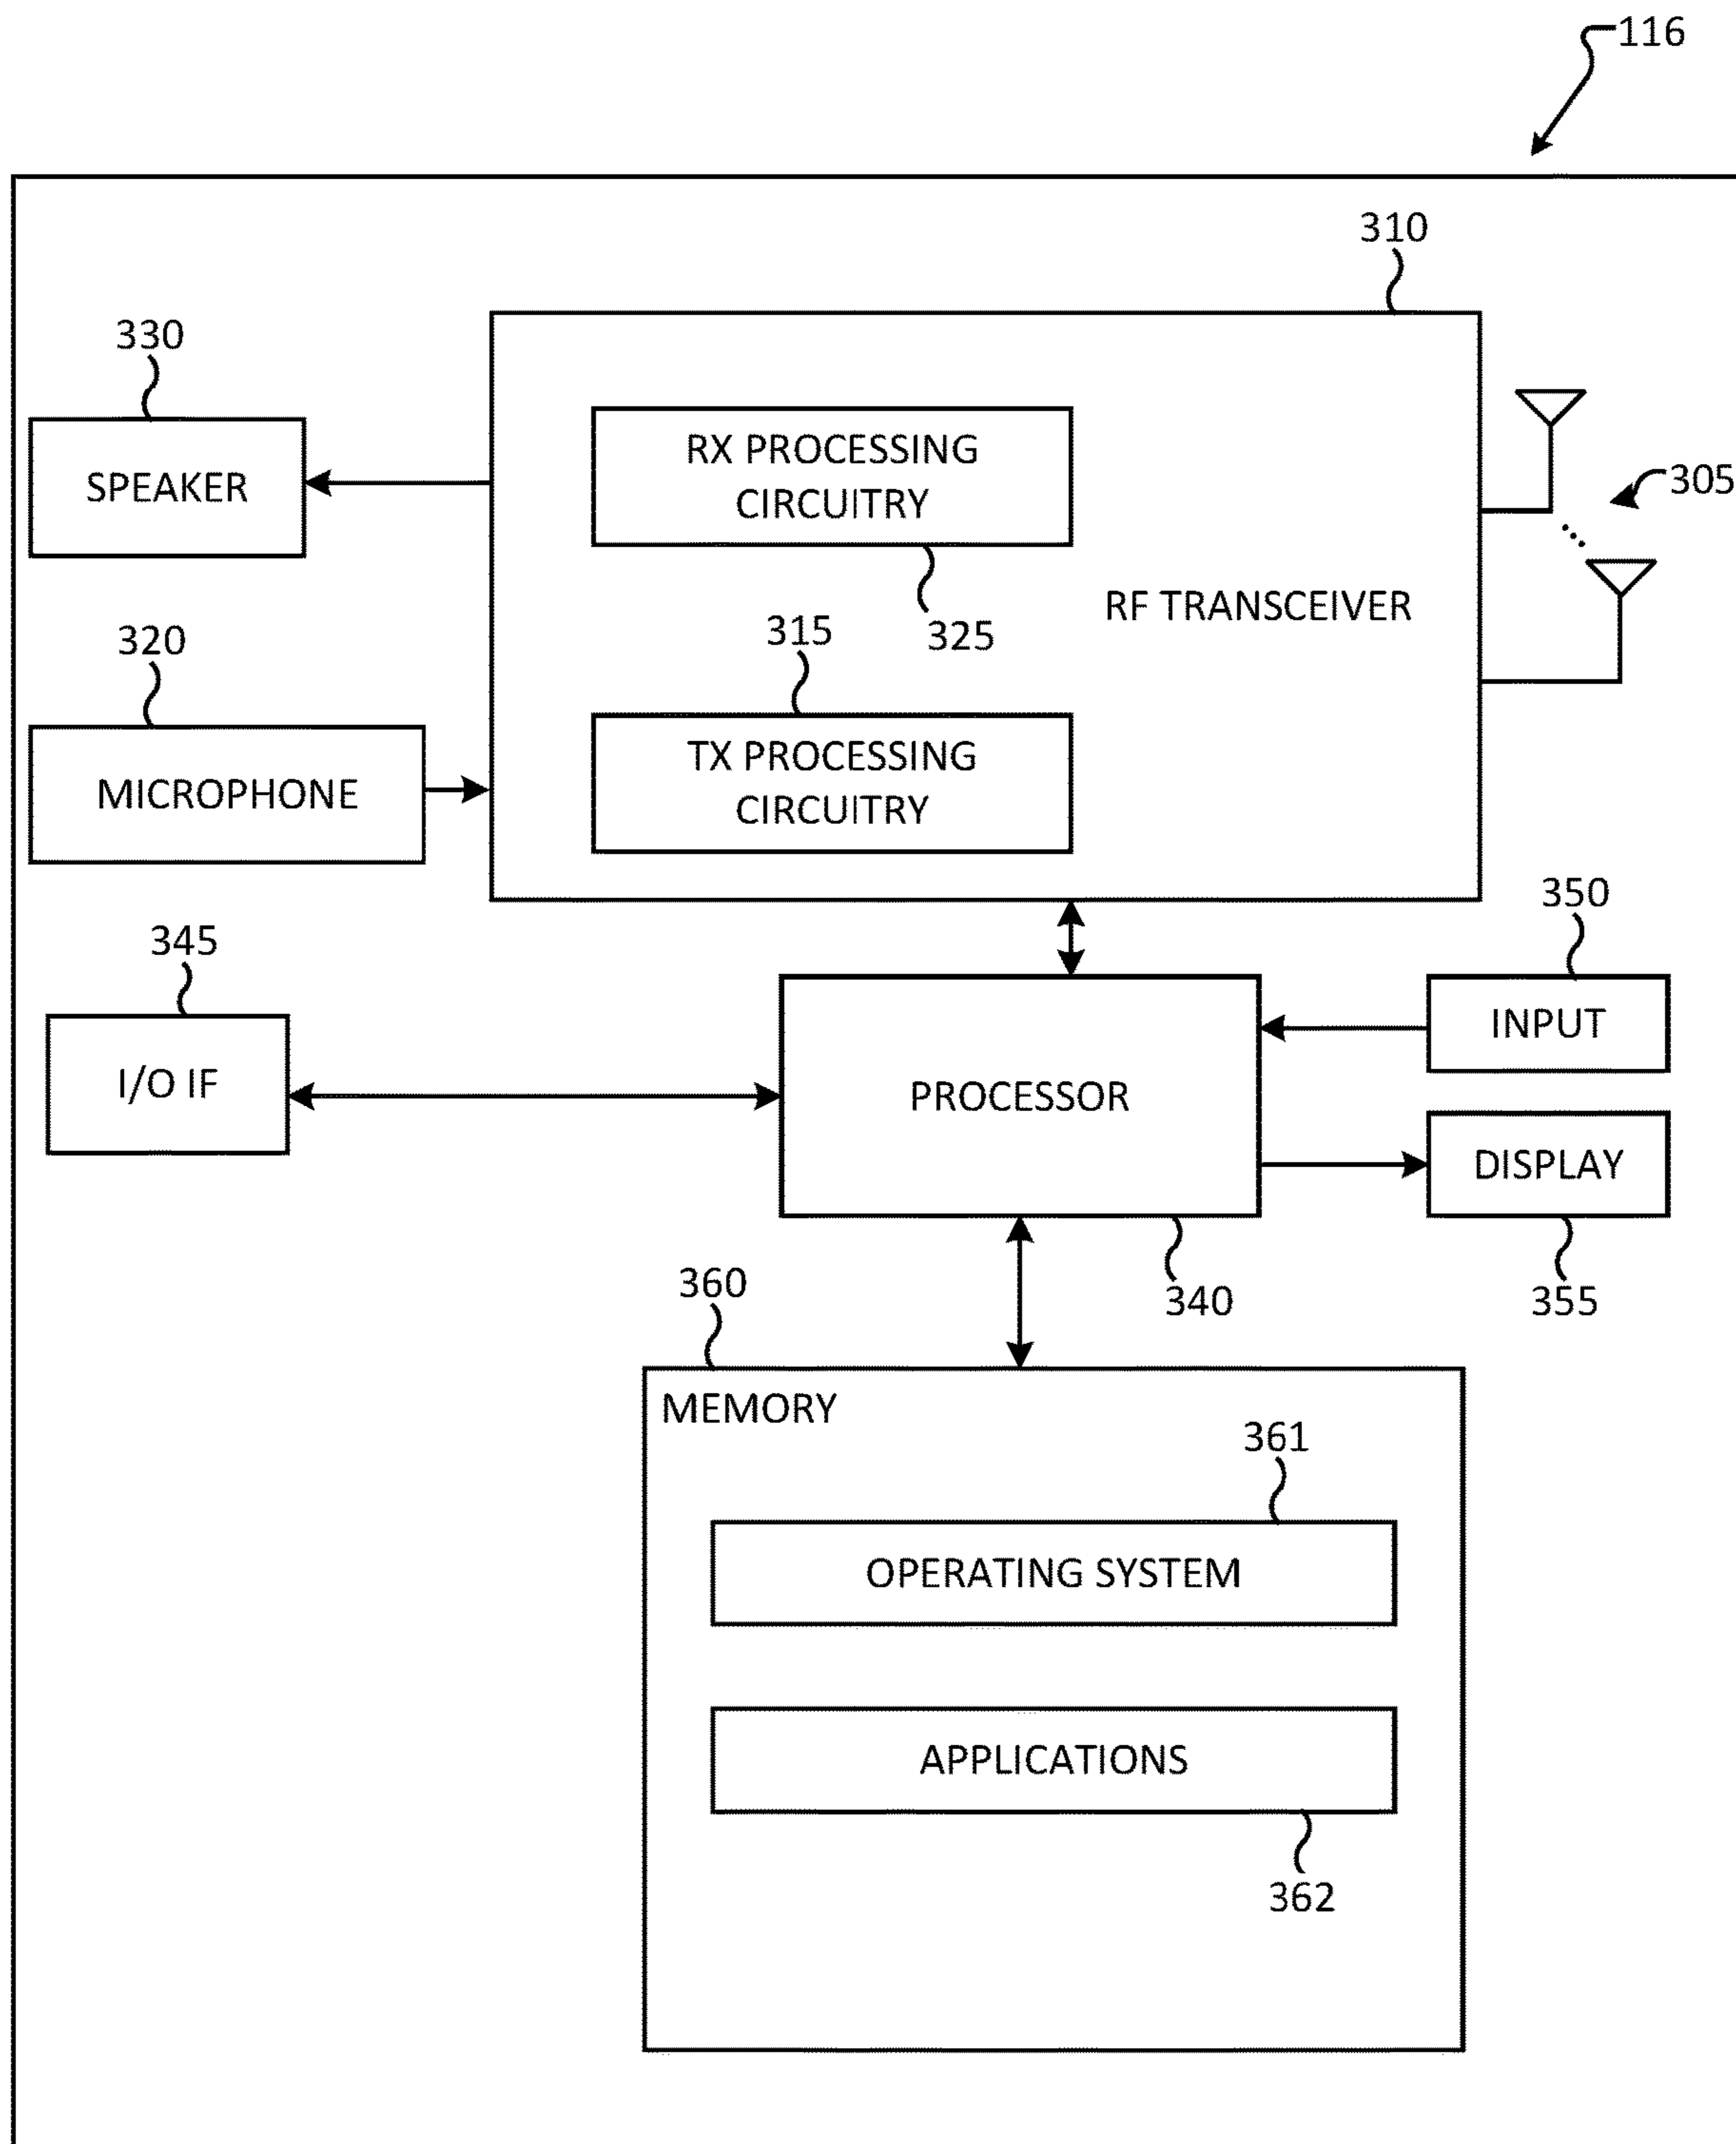 116
310
330
RX PROCESSING
CIRCUITRY
SPEAKER
305
RF TRANSCEIVER
325
315
320
TX PROCESSING
CIRCUITRY
MICROPHONE
350
345
INPUT
I/O IF
PROCESSOR
DISPLAY
360
340
355
MEMORY
361
OPERATING SYSTEM
APPLICATIONS
362